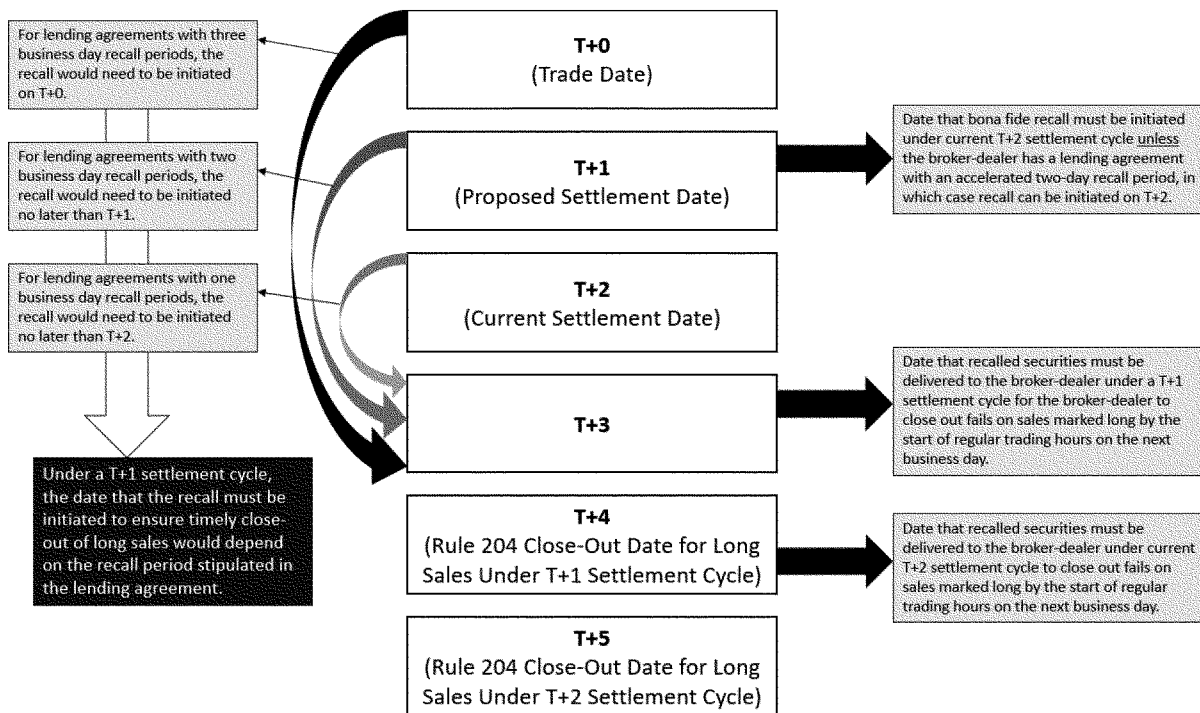 For lending agreements with three
business day recall periods, the
recall would need to be initiated
on T+0.
For lending agreements with two
business day recall periods, the
recall would need to be initiated
no later than T+1.
For lending agreements with one
business day recall periods, the
recall would need to be initiated
no later than T+2.
Under a T+1 settlement cycle,
the date that the recall must be
initiated to ensure timely close-
out of long sales would depend
on the recall period stipulated in
the lending agreement.
T+0
(Trade Date)
T+1
(Proposed Settlement Date)
T+2
(Current Settlement Date)
T+3
T+4
(Rule 204 Close-Out Date for Long
Sales Under T+1 Settlement Cycle)
T+5
(Rule 204 Close-Out Date for Long
Sales Under T+2 Settlement Cycle)
Date that bona fide recall must be initiated
under current T+2 settlement cycle unless
the broker-dealer has a lending agreement
with an accelerated two-day recall period, in
which case recall can be initiated on T+2.
Date that recalled securities must be
delivered to the broker-dealer under a T+1
settlement cycle for the broker-dealer to
close out fails on sales marked long by the
start of regular trading hours on the next
business day.
Date that recalled securities must be
delivered to the broker-dealer under current
T+2 settlement cycle to close out fails on
sales marked long by the start of regular
trading hours on the next business day.